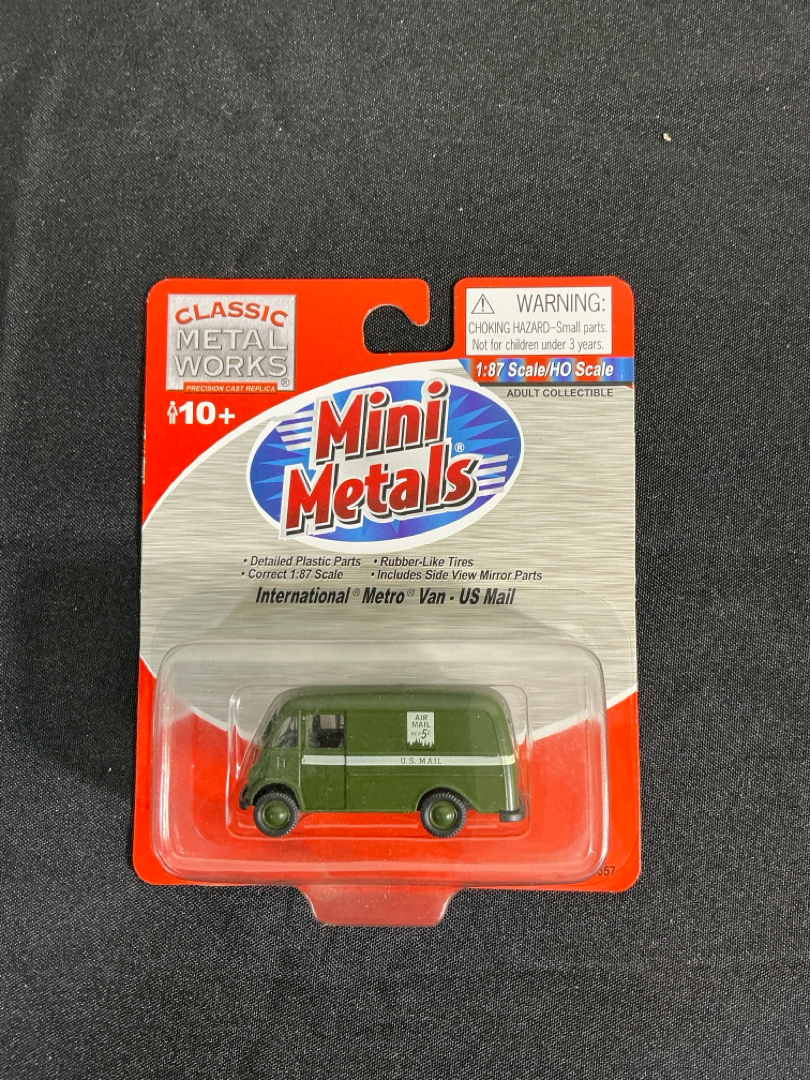 CLASSIC
METAL
WORKS®
PRECISION CAST REPLICA
10+
WARNING:
CHOKING HAZARD-Small parts.
Not for children under 3 years.
1:87 Scale/HO Scale
ADULT COLLECTIBLE
Mini
Metals®
• Detailed Plastic Parts • Rubber-Like Tires
• Correct 1:87 Scale • Includes Side View Mirror Parts
International® Metro® Van - US Mail
AIR
MAIL
5¢
U.S. MAIL